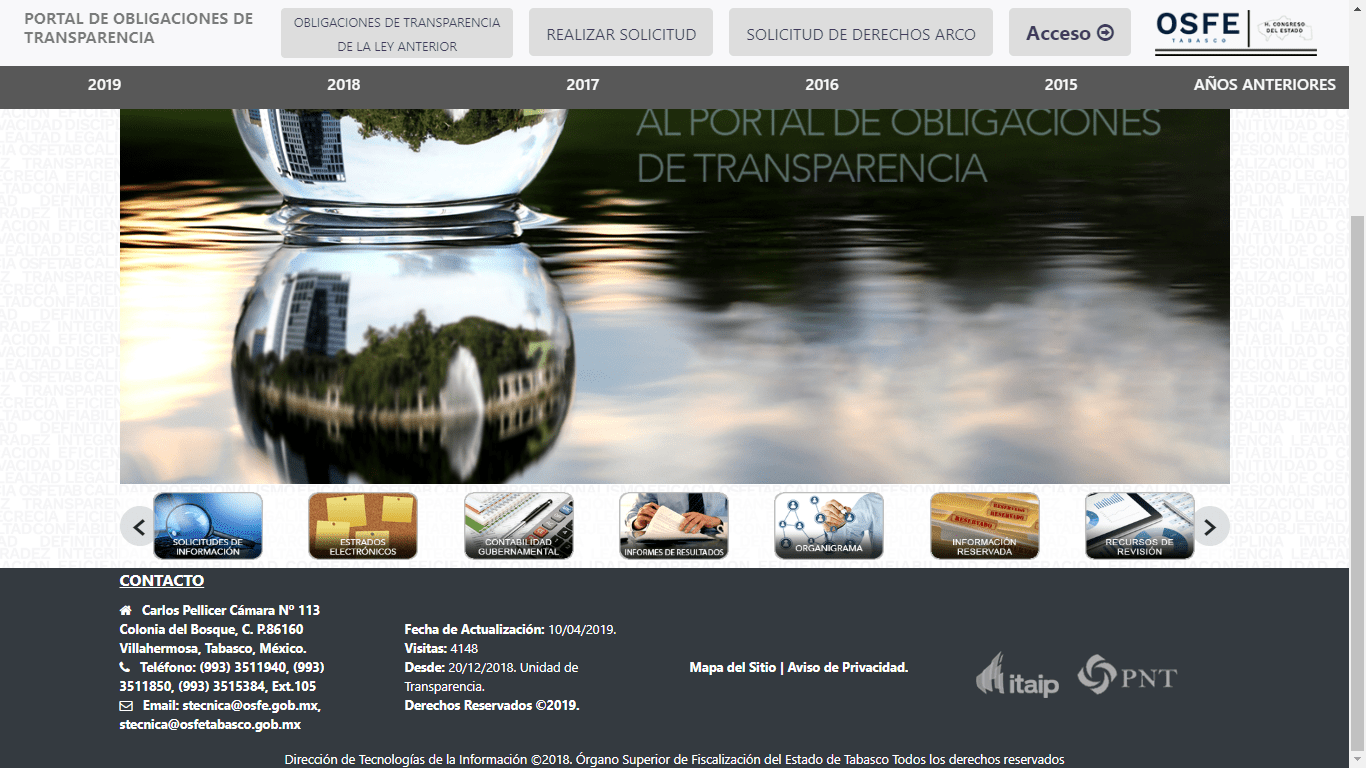 PORTAL DE OBLIGACIONES DE
TRANSPARENCIA
OBLIGACIONES DE TRANSPARENCIA
DE LA LEY ANTERIOR
REALIZAR SOLICITUD
SOLICITUD DE DERECHOS ARCO
Acceso
OSFE
TABASCO
H. CONGRESO
DEL ESTADO
2019
2018
2017
2016
2015
AÑOS ANTERIORES
AL PORTAL DE OBLIGACIONES
DE TRANSPARENCIA
SOLICITUDES DE
INFORMACIÓN
ESTRADOS
ELECTRÓNICOS
CONTABILIDAD
GUBERNAMENTAL
INFORMES DE RESULTADOS
ORGANIGRAMA
RESERVADO
RESERVADO
RESERVADO
INFORMACIÓN
RESERVADA
RECURSOS DE
REVISIÓN
CONTACTO
Carlos Pellicer Cámara Nº 113
Colonia del Bosque, C. P.86160
Villahermosa, Tabasco, México.
Teléfono: (993) 3511940, (993)
3511850, (993) 3515384, Ext.105
Email: stecnica@osfe.gob.mx,
stecnica@osfetabasco.gob.mx
Fecha de Actualización: 10/04/2019.
Visitas: 4148
Desde: 20/12/2018. Unidad de
Transparencia.
Derechos Reservados ©2019.
Mapa del Sitio | Aviso de Privacidad.
itaip
PNT
Dirección de Tecnologías de la Información ©2018. Órgano Superior de Fiscalización del Estado de Tabasco Todos los derechos reservados